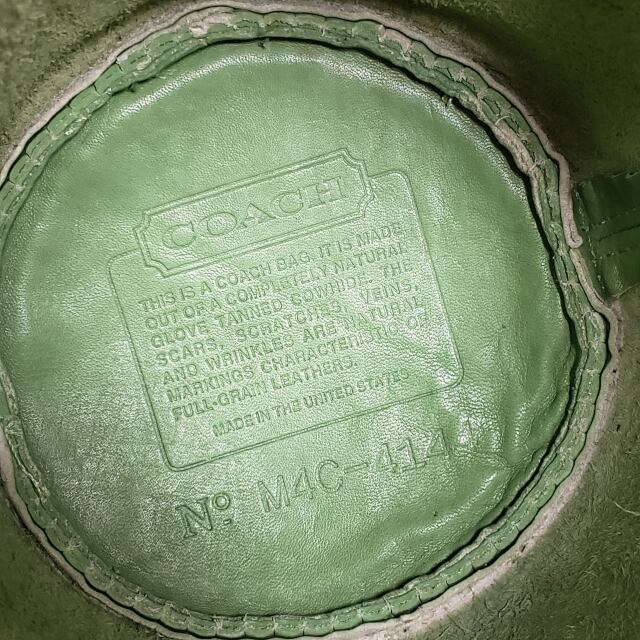 COACH
THIS IS A COACH BAG. IT IS MADE
OUT OF A COMPLETELY NATURAL
GLOVE TANNED COWHIDE. THE
SCARS, SCRATCHES, VEINS,
AND WRINKLES ARE NATURAL
MARKINGS CHARACTERISTIC OF
FULL-GRAIN LEATHERS.
MADE IN THE UNITED STATES
No M4C-4144